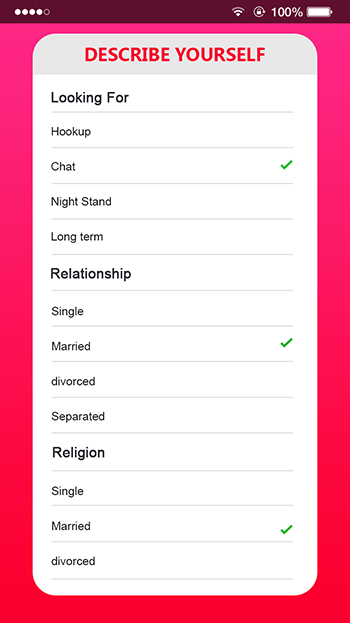 100%
DESCRIBE YOURSELF
Looking For
Hookup
Chat
Night Stand
Long term
Relationship
Single
Married
divorced
Separated
Religion
Single
Married
divorced